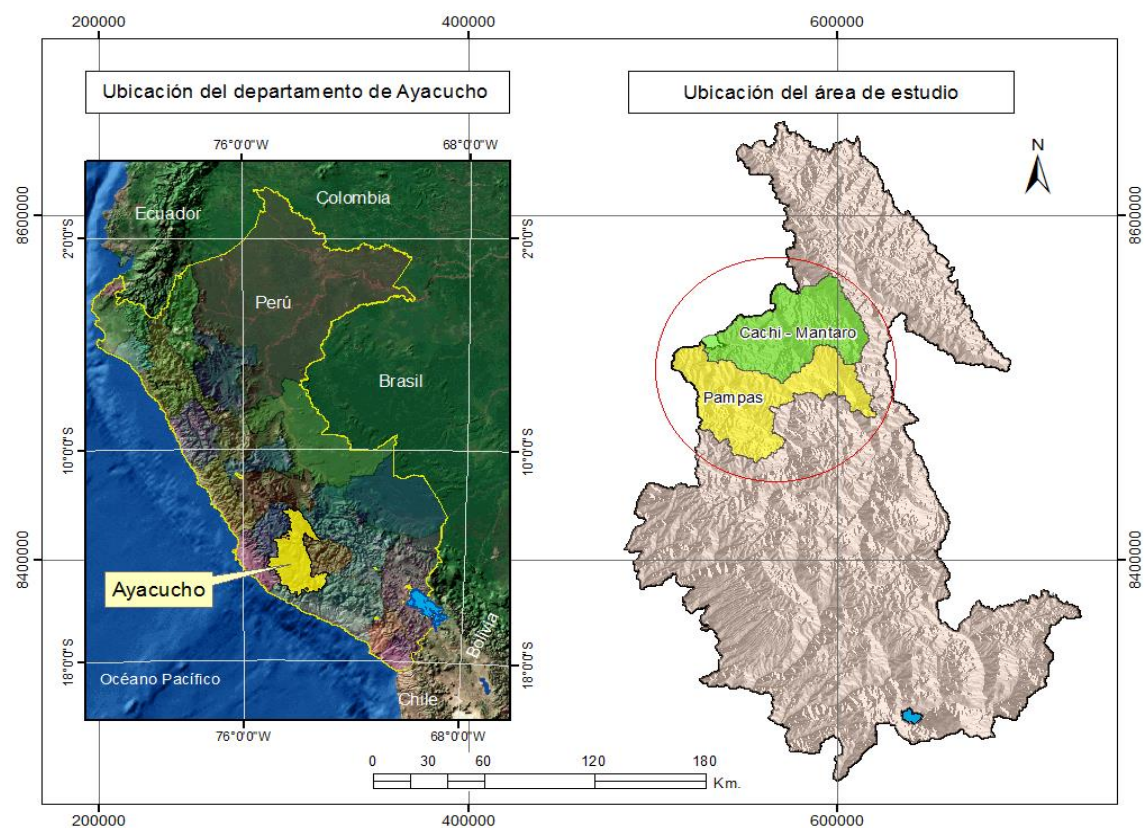 200000 400000 600000
Ubicación del departamento de Ayacucho
Ubicación del área de estudio
76°0'0"W 68°0'0"W
N
Colombia
Ecuador
8600000 8600000
2°0'0"S 2°0'0"S
Perú
Cachi - Mantaro
Brasil
Pampas
10°0'0"S 10°0'0"S
8400000 8400000
Ayacucho
Bolivia
18°0'0"S 18°0'0"S
Océano Pacífico
Chile
76°0'0"W 68°0'0"W
0 30 60 120 180
Km.
200000 400000 600000